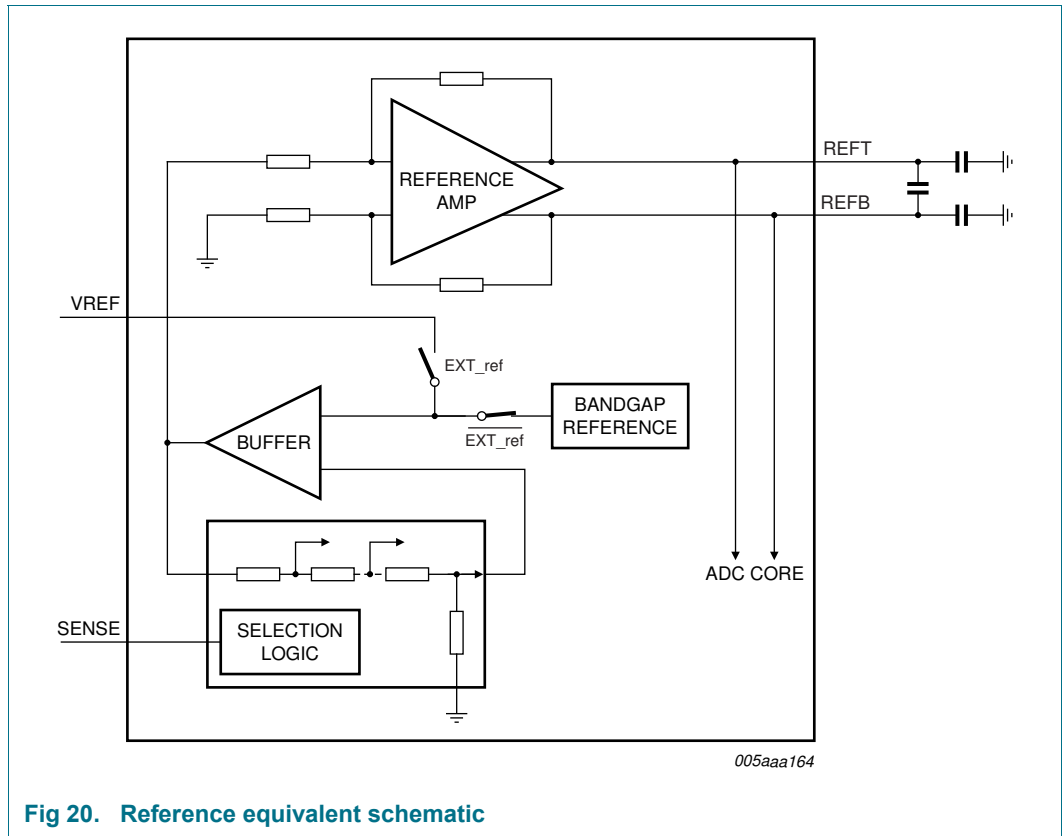 REFERENCE
AMP
REFT
REFB
VREF
EXT_ref
BUFFER
EXT_ref
BANDGAP
REFERENCE
ADC CORE
SENSE
SELECTION
LOGIC
005aaa164
Fig 20. Reference equivalent schematic